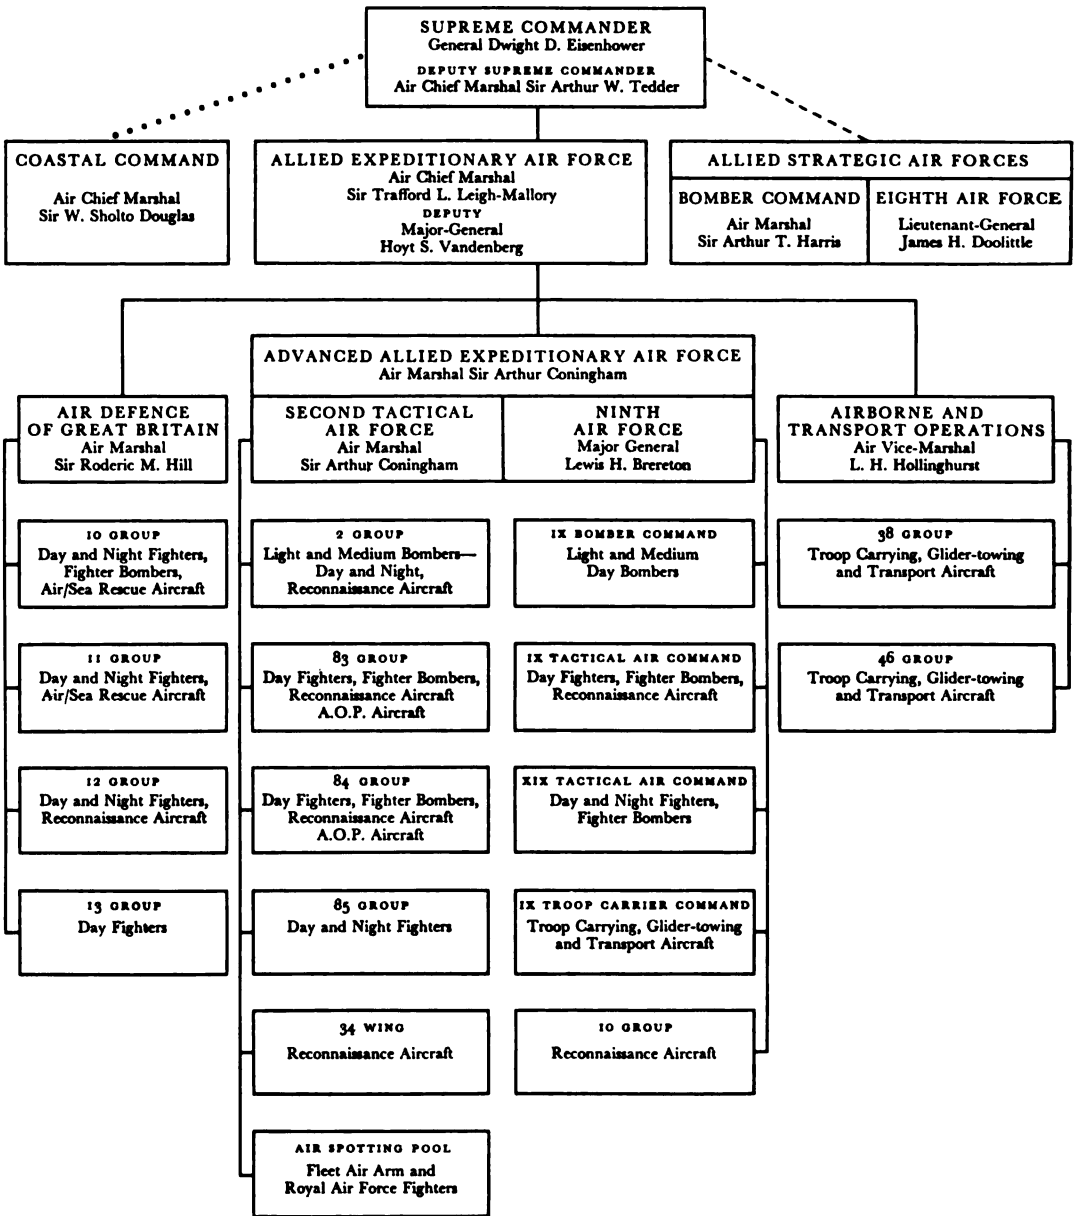 SUPREME COMMANDER
General Dwight D. Eisenhower
DEPUTY SUPREME COMMANDER
Air Chief Marshal Sir Arthur W. Tedder
COASTAL COMMAND
Air Chief Marshal
Sir W. Sholto Douglas
ALLIED EXPEDITIONARY AIR FORCE
Air Chief Marshal
Sir Trafford L. Leigh-Mallory
DEPUTY
Major-General
Hoyt S. Vandenberg
ALLIED STRATEGIC AIR FORCES
BOMBER COMMAND
Air Marshal
Sir Arthur T. Harris
EIGHTH AIR FORCE
Lieutenant-General
James H. Doolittle
ADVANCED ALLIED EXPEDITIONARY AIR FORCE
Air Marshal Sir Arthur Coningham
AIR DEFENCE
OF GREAT BRITAIN
Air Marshal
Sir Roderic M. Hill
SECOND TACTICAL
AIR FORCE
Air Marshal
Sir Arthur Coningham
NINTH
AIR FORCE
Major General
Lewis H. Brereton
AIRBORNE AND
TRANSPORT OPERATIONS
Air Vice-Marshal
L. H. Hollinghurst
10 GROUP
Day and Night Fighters,
Fighter Bombers,
Air/Sea Rescue Aircraft
2 GROUP
Light and Medium Bombers—
Day and Night,
Reconnaissance Aircraft
IX BOMBER COMMAND
Light and Medium
Day Bombers
38 GROUP
Troop Carrying, Glider-towing
and Transport Aircraft
11 GROUP
Day and Night Fighters,
Air/Sea Rescue Aircraft
83 GROUP
Day Fighters, Fighter Bombers,
Reconnaissance Aircraft
A.O.P. Aircraft
IX TACTICAL AIR COMMAND
Day Fighters, Fighter Bombers,
Reconnaissance Aircraft
46 GROUP
Troop Carrying, Glider-towing
and Transport Aircraft
12 GROUP
Day and Night Fighters,
Reconnaissance Aircraft
84 GROUP
Day Fighters, Fighter Bombers,
Reconnaissance Aircraft
A.O.P. Aircraft
XIX TACTICAL AIR COMMAND
Day and Night Fighters,
Fighter Bombers
13 GROUP
Day Fighters
85 GROUP
Day and Night Fighters
IX TROOP CARRIER COMMAND
Troop Carrying, Glider-towing
and Transport Aircraft
34 WING
Reconnaissance Aircraft
10 GROUP
Reconnaissance Aircraft
AIR SPOTTING POOL
Fleet Air Arm and
Royal Air Force Fighters